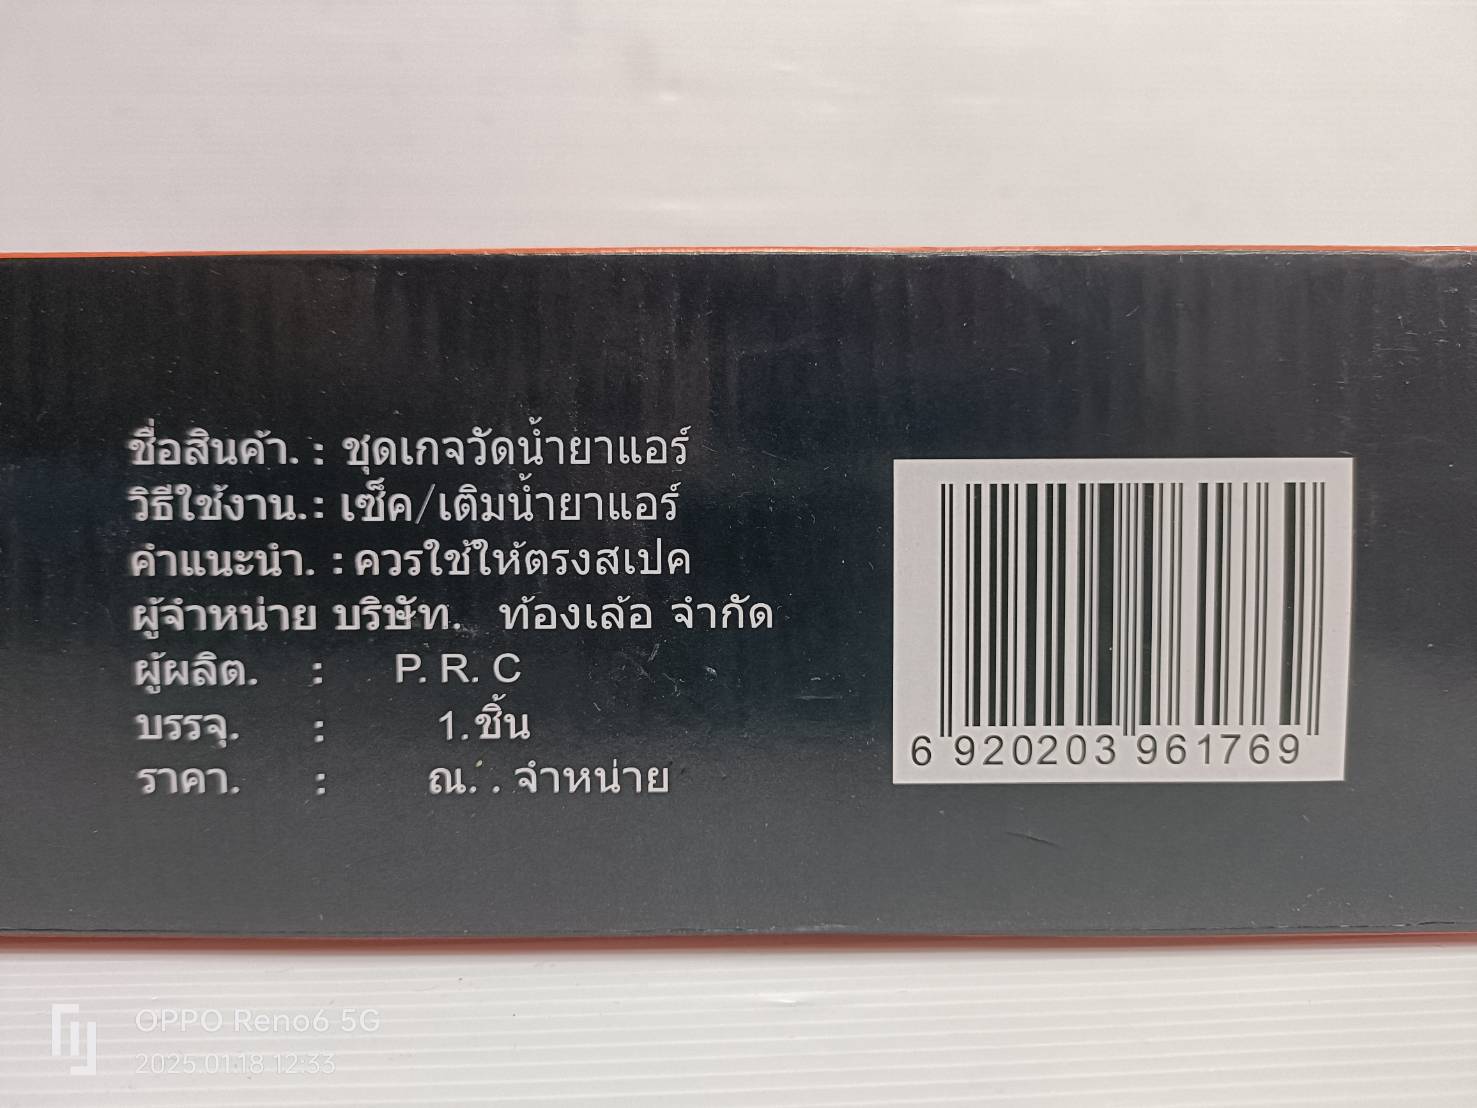 ชื่อสินค้า. : ชุดเกจวัดน้ำยาแอร์
วิธีใช้งาน. : เช็ค/เติมน้ำยาแอร์
คำแนะนำ. : ควรใช้ให้ตรงสเปค
ผู้จำหน่าย บริษัท. ท้องเล้อ จำกัด
ผู้ผลิต. : P. R. C
บรรจุ. : 1.ชิ้น
ราคา. : ณ. . จำหน่าย
6 920203 961769
OPPO Reno6 5G
2025.01.18 12:33